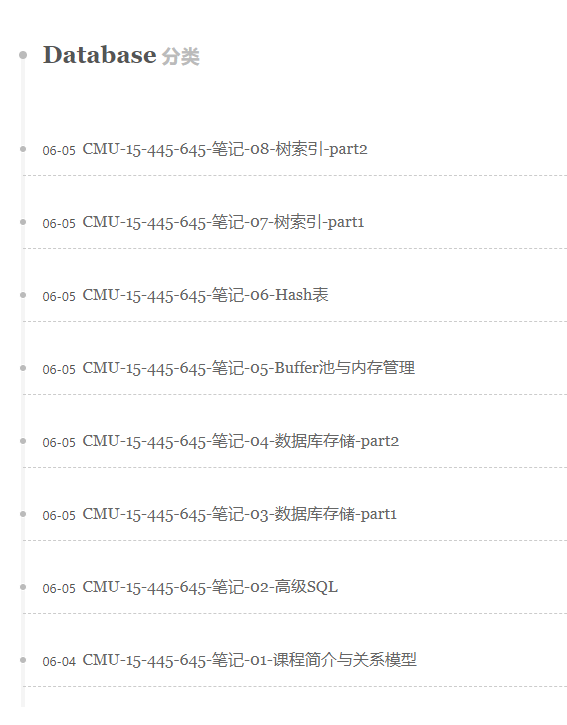 Database 分类
06-05 CMU-15-445-645-笔记-08-树索引-part2
06-05 CMU-15-445-645-笔记-07-树索引-part1
06-05 CMU-15-445-645-笔记-06-Hash表
06-05 CMU-15-445-645-笔记-05-Buffer池与内存管理
06-05 CMU-15-445-645-笔记-04-数据库存储-part2
06-05 CMU-15-445-645-笔记-03-数据库存储-part1
06-05 CMU-15-445-645-笔记-02-高级SQL
06-04 CMU-15-445-645-笔记-01-课程简介与关系模型